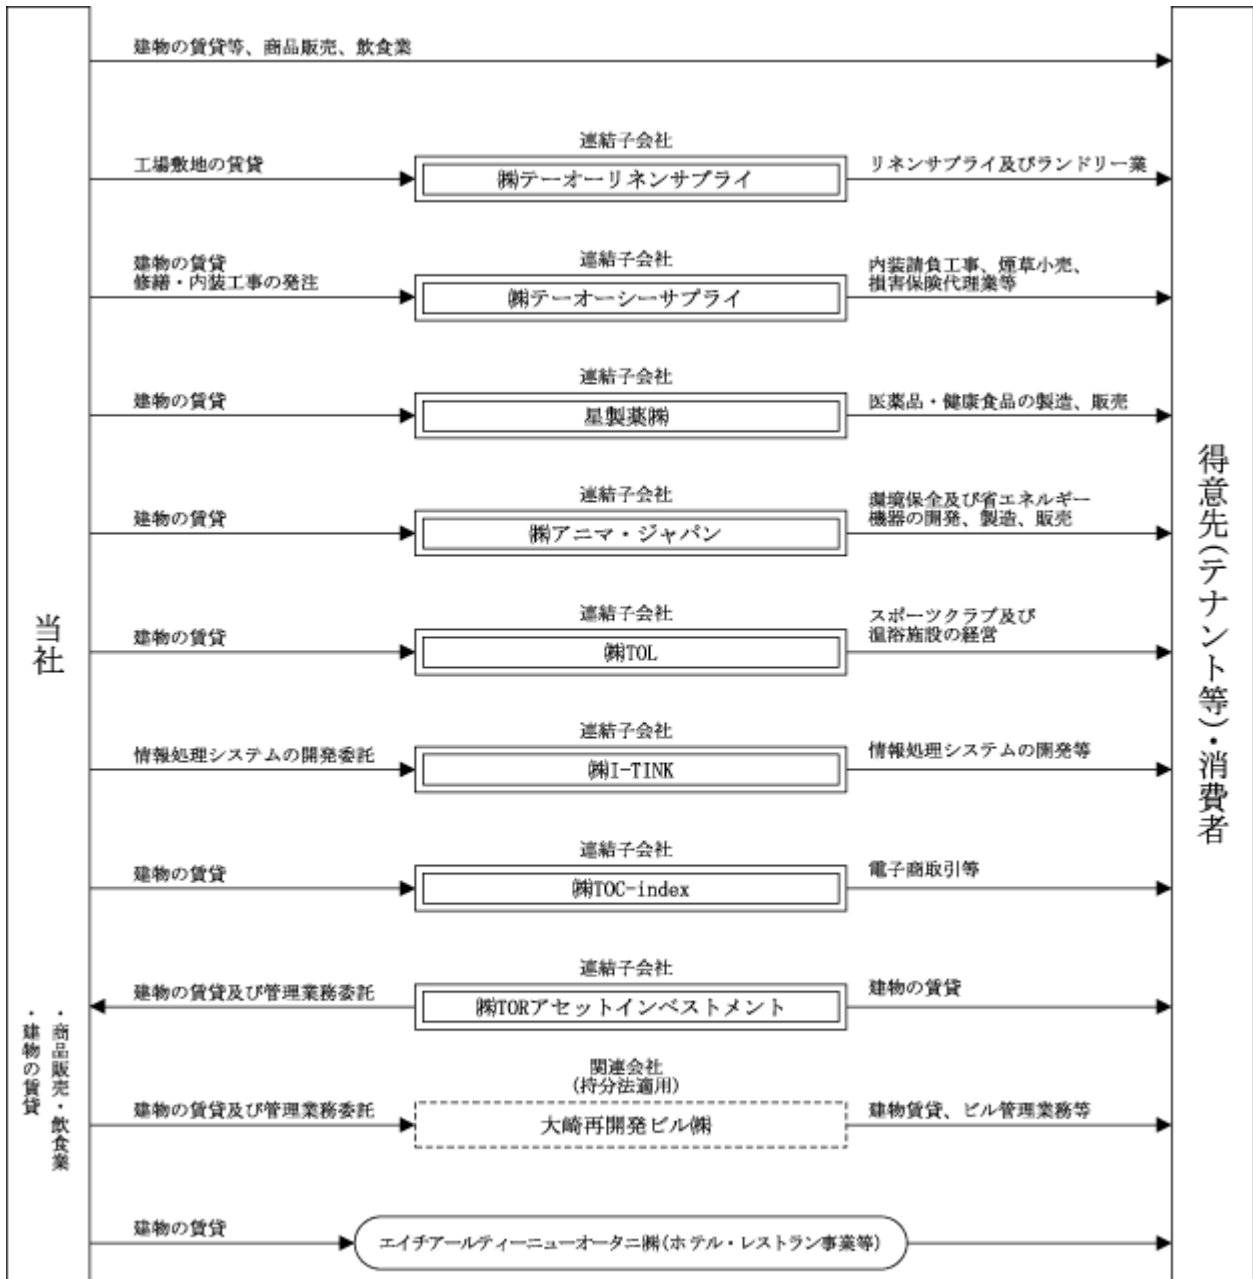 建物の賃貸等、商品販売、飲食業
連結子会社
工場敷地の賃貸
㈱テーオーリネンサプライ
リネンサプライ及びランドリー業
連結子会社
建物の賃貸
修繕・内装工事の発注
㈱テーオーシーサプライ
内装請負工事、煙草小売、
損害保険代理業等
連結子会社
建物の賃貸
星製薬㈱
医薬品・健康食品の製造、販売
連結子会社
建物の賃貸
㈱アニマ・ジャパン
環境保全及び省エネルギー
機器の開発、製造、販売
連結子会社
建物の賃貸
㈱TOL
スポーツクラブ及び
温浴施設の経営
連結子会社
情報処理システムの開発委託
㈱I-TINK
情報処理システムの開発等
連結子会社
建物の賃貸
㈱TOC-index
電子商取引等
連結子会社
建物の賃貸及び管理業務委託
㈱TORアセットインベストメント
建物の賃貸
関連会社
(持分法適用)
建物の賃貸及び管理業務委託
大崎再開発ビル㈱
建物賃貸、ビル管理業務等
建物の賃貸
エイチアールティーニューオータニ㈱(ホテル・レストラン事業等)
当社
・商品販売・飲食業
・建物の賃貸
得意先(テナント等)・消費者